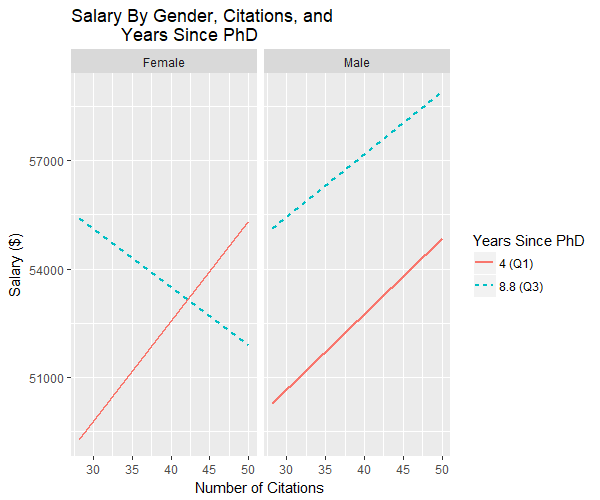 Salary By Gender, Citations, and
Years Since PhD
Female
Male
57000
54000
51000
Salary ($)
30 35 40 45 50
30 35 40 45 50
Number of Citations
Years Since PhD
4 (Q1)
8.8 (Q3)